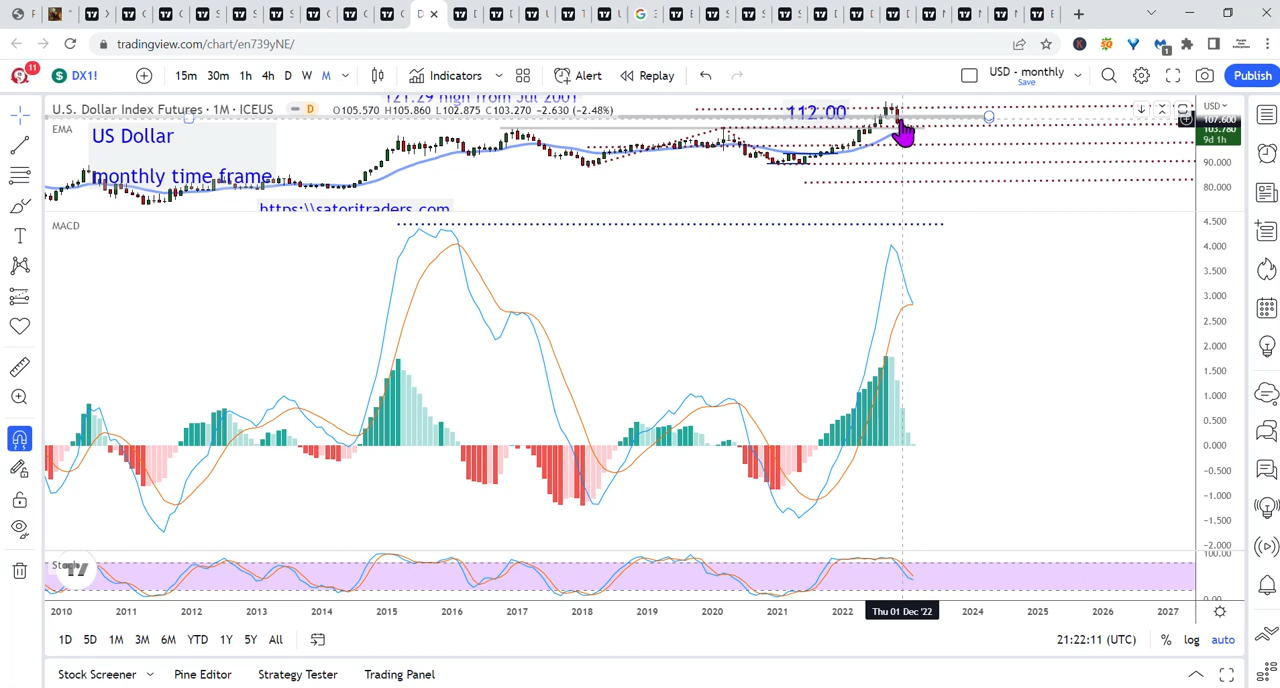 tradingview.com/chart/en739yNE/
1
11
DX1!
15m 30m 1h 4h D W M
Indicators
Alert
Replay
USD - monthly
Save
Publish
121.29 high from Jul 2001
U.S. Dollar Index Futures · 1M · ICEUS
D
O105.570 H105.860 L102.875 C103.270 -2.630 (-2.48%)
112.00
USD
EMA
US Dollar
monthly time frame
https:\\satoritraders.com
107.600
103.780
9d 1h
90.000
80.000
MACD
4.500
4.000
3.500
3.000
2.500
2.000
1.500
1.000
0.500
0.000
-0.500
-1.000
-1.500
-2.000
100.00
0.00
2010 2011 2012 2013 2014 2015 2016 2017 2018 2019 2020 2021 2022 Thu 01 Dec '22 2024 2025 2026 2027
1D 5D 1M 3M 6M YTD 1Y 5Y All
21:22:11 (UTC) % log auto
Stock Screener Pine Editor Strategy Tester Trading Panel